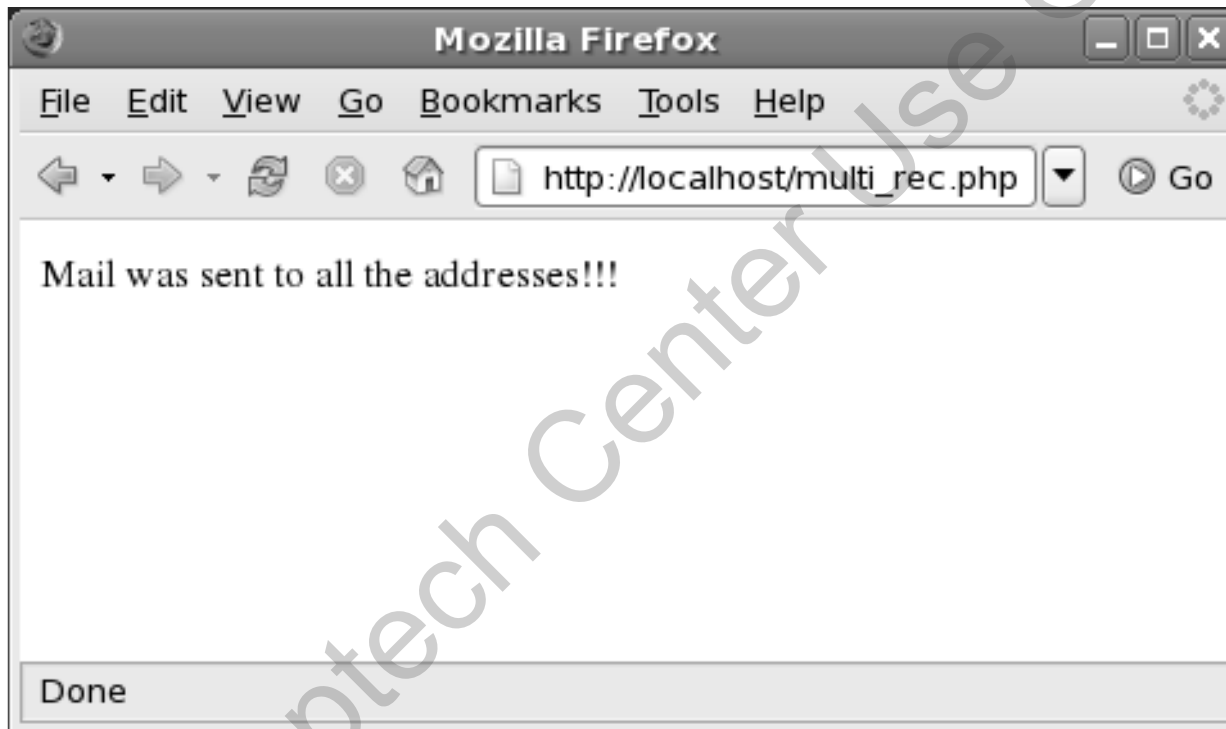 Mozilla Firefox
File Edit View Go Bookmarks Tools Help
http://localhost/multi_rec.php Go
Mail was sent to all the addresses!!!
Done
Center Use